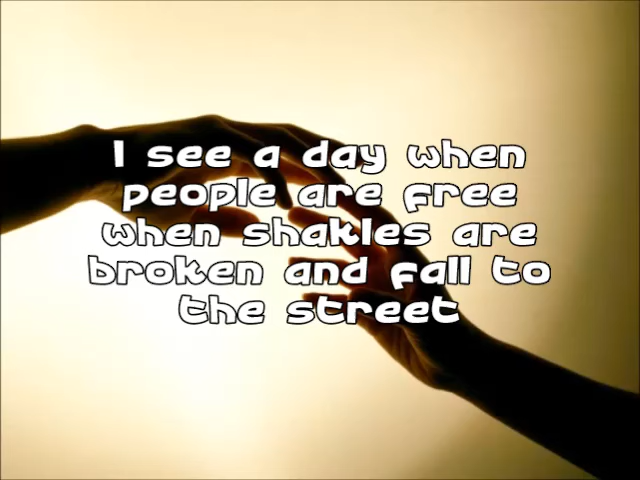 I see a day when
people are free
when shakles are
broken and fall to
the street